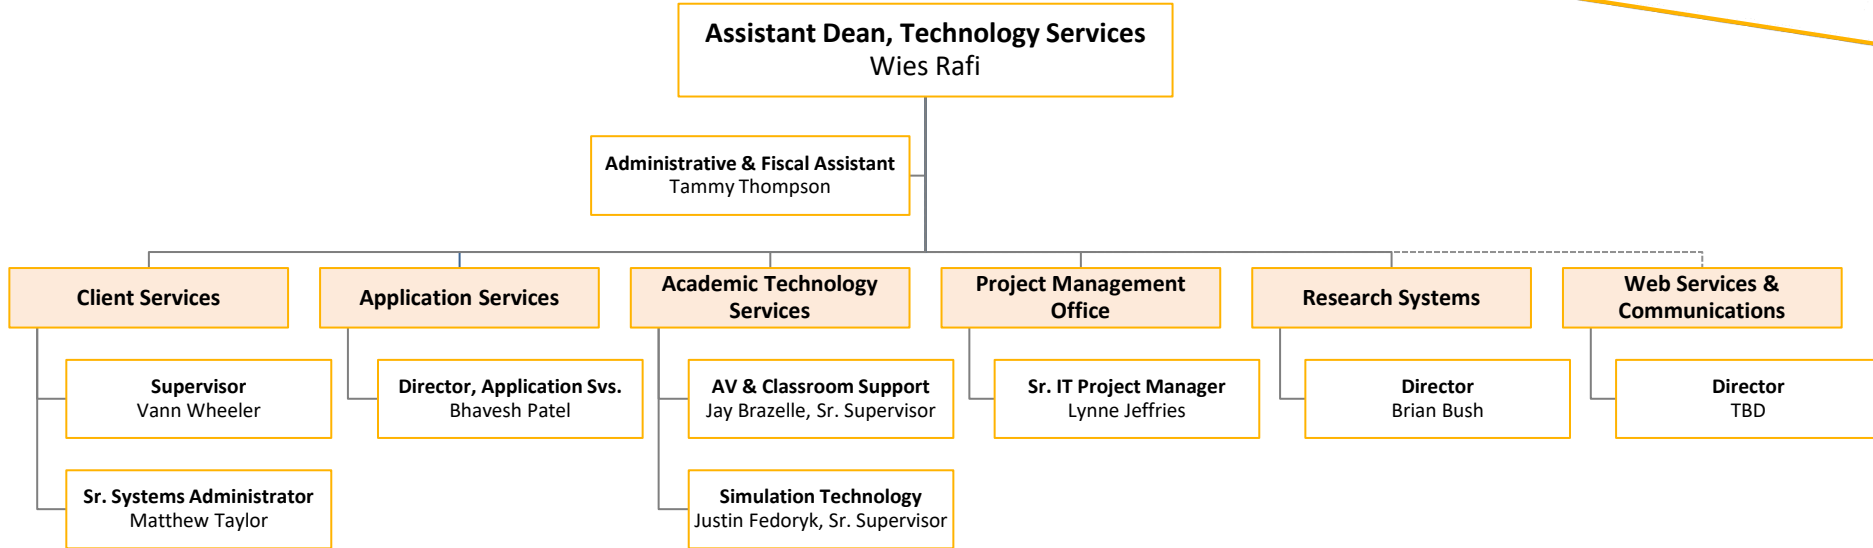 Assistant Dean, Technology Services
Wies Rafi
Administrative & Fiscal Assistant
Tammy Thompson
Client Services
Application Services
Academic Technology
Services
Project Management
Office
Research Systems
Web Services &
Communications
Supervisor
Vann Wheeler
Director, Application Svs.
Bhavesh Patel
AV & Classroom Support
Jay Brazelle, Sr. Supervisor
Sr. IT Project Manager
Lynne Jeffries
Director
Brian Bush
Director
TBD
Sr. Systems Administrator
Matthew Taylor
Simulation Technology
Justin Fedoryk, Sr. Supervisor